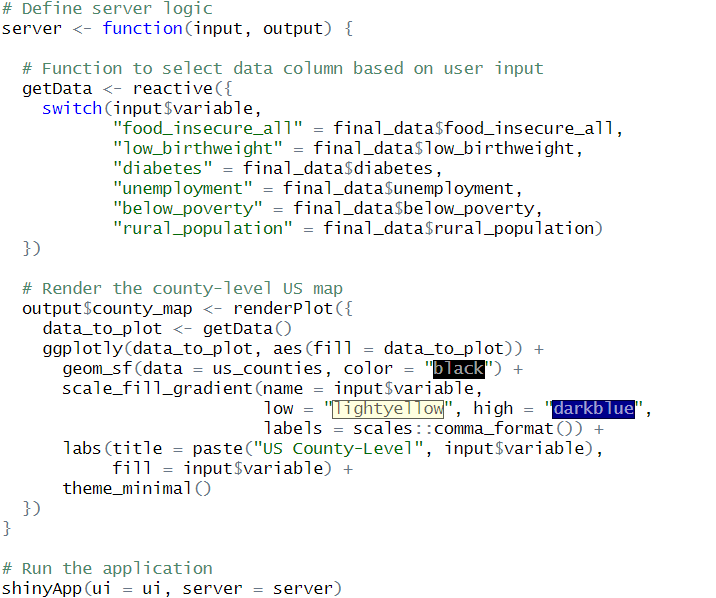 # Define server logic
server <- function(input, output) {
  # Function to select data column based on user input
  getData <- reactive({
    switch(input$variable,
           "food_insecure_all" = final_data$food_insecure_all,
           "low_birthweight" = final_data$low_birthweight,
           "diabetes" = final_data$diabetes,
           "unemployment" = final_data$unemployment,
           "below_poverty" = final_data$below_poverty,
           "rural_population" = final_data$rural_population)
  })
  # Render the county-level US map
  output$county_map <- renderPlot({
    data_to_plot <- getData()
    ggplotly(data_to_plot, aes(fill = data_to_plot)) +
      geom_sf(data = us_counties, color = "black") +
      scale_fill_gradient(name = input$variable,
                          low = "lightyellow", high = "darkblue",
                          labels = scales::comma_format()) +
      labs(title = paste("US County-Level", input$variable),
           fill = input$variable) +
      theme_minimal()
  })
}
# Run the application
shinyApp(ui = ui, server = server)